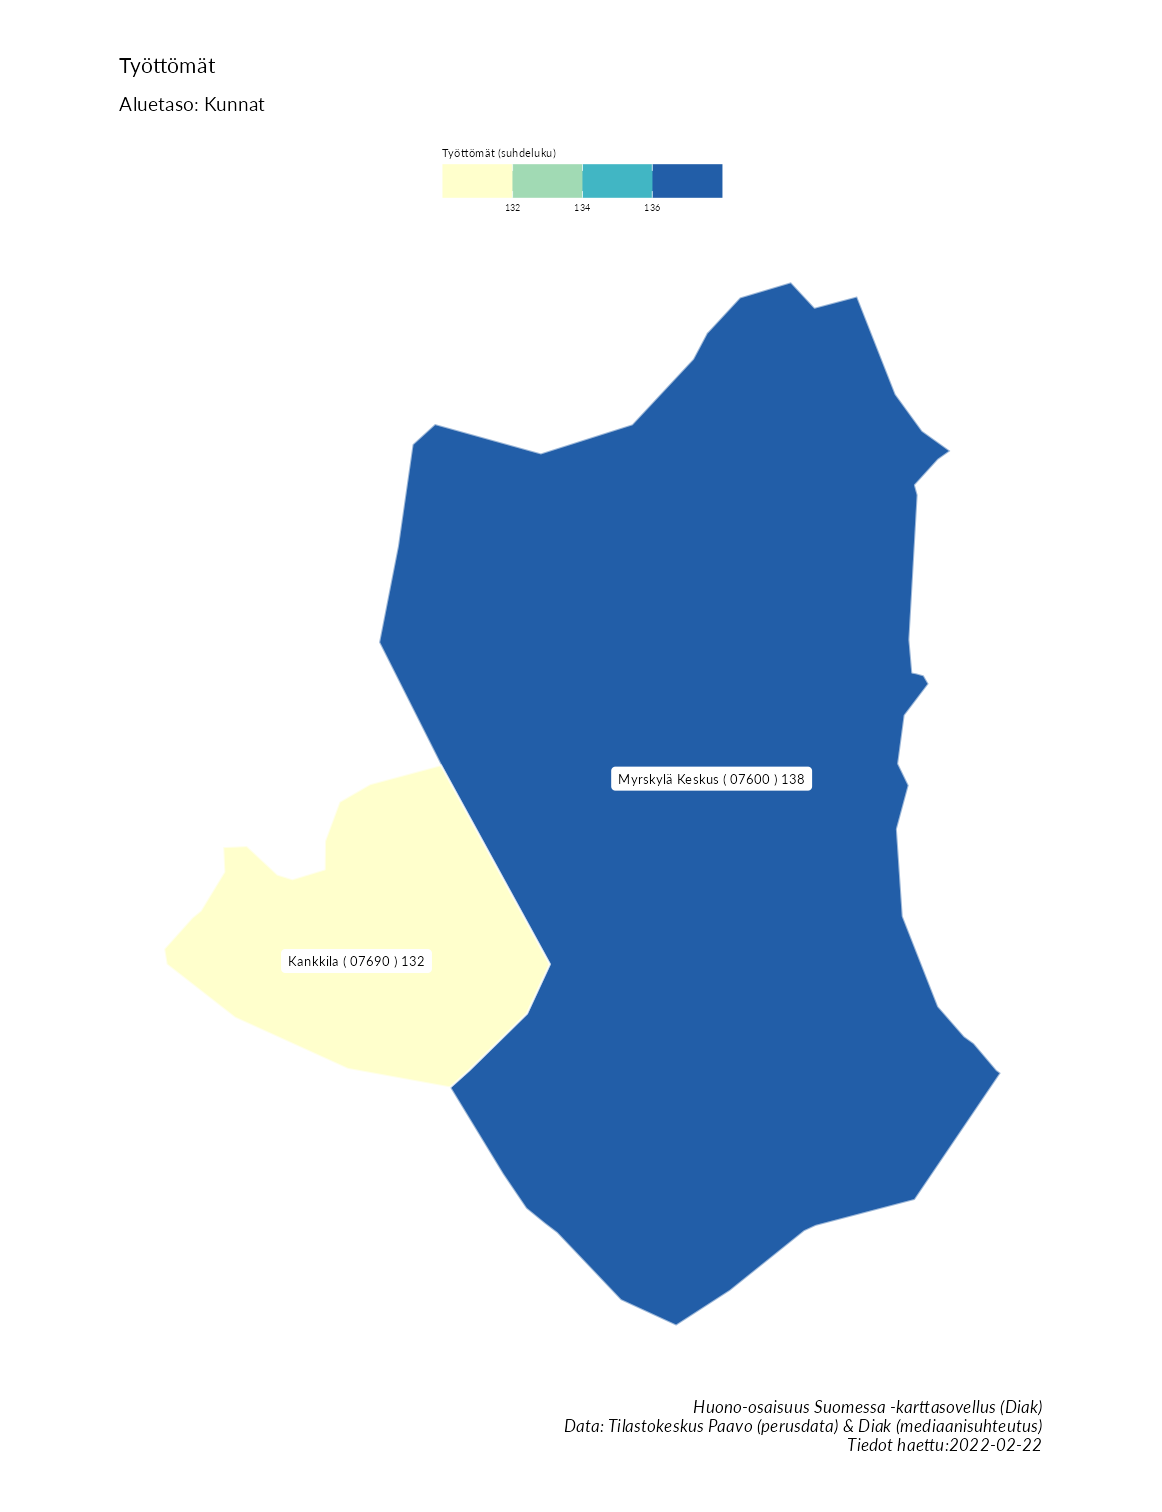 Työttömät
Aluetaso: Kunnat
Työttömät (suhdeluku)
132 134 136
Myrskylä Keskus ( 07600 ) 138
Kankkila ( 07690 ) 132
Huono-osaisuus Suomessa -karttasovellus (Diak)
Data: Tilastokeskus Paavo (perusdata) & Diak (mediaanisuhteutus)
Tiedot haettu:2022-02-22